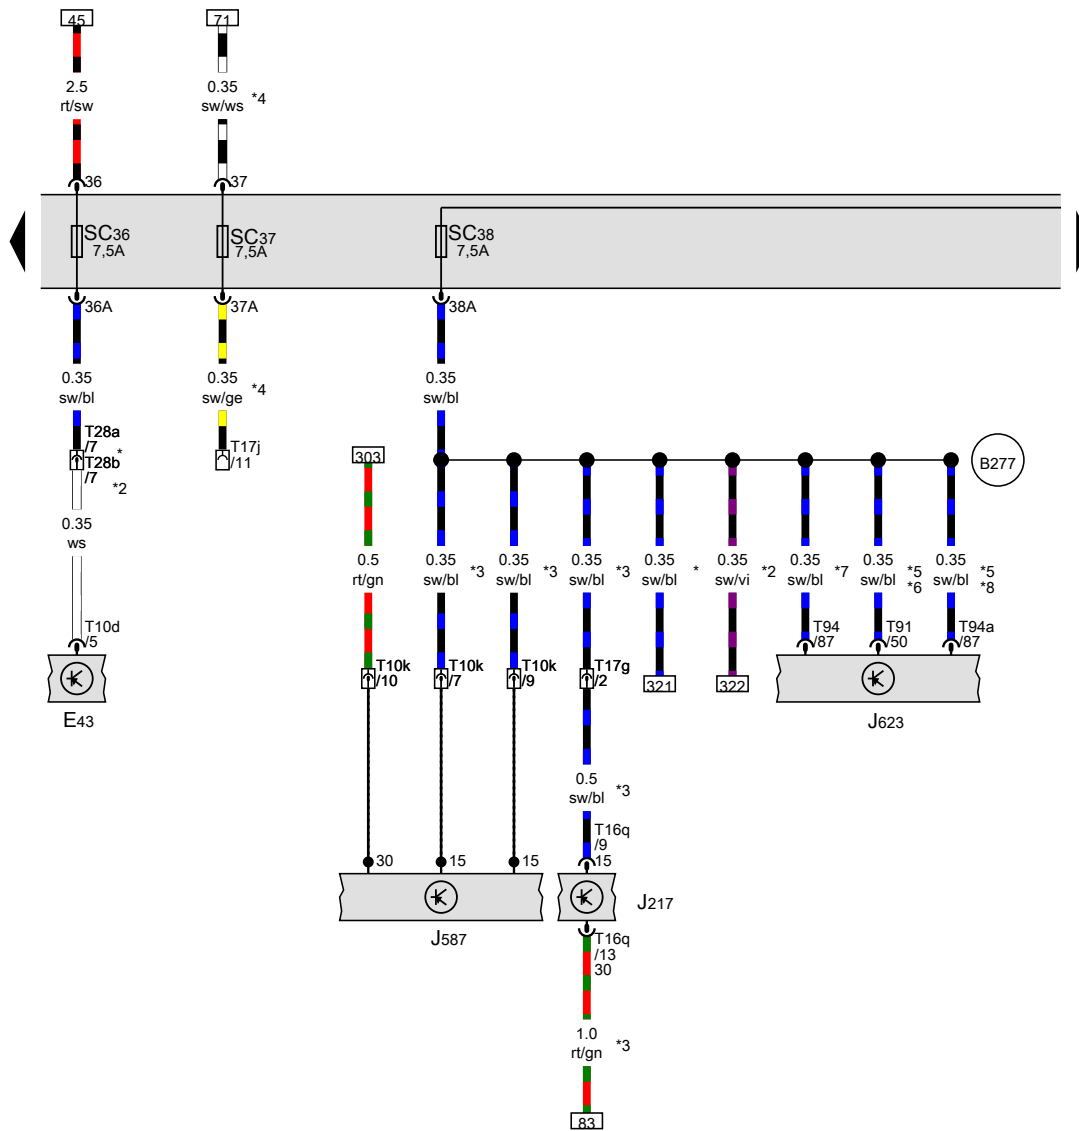 45
71
2.5
rt/sw
0.35
sw/ws *4
36
37
SC36
7,5A
SC37
7,5A
SC38
7,5A
36A
37A
38A
0.35
sw/bl
0.35
sw/ge *4
0.35
sw/bl
T28a
/7
*
T28b
/7
*2
T17j
/11
303
B277
0.35
ws
0.5
rt/gn
0.35
sw/bl *3
0.35
sw/bl *3
0.35
sw/bl *3
0.35
sw/bl *
0.35
sw/vi *2
0.35
sw/bl *7
0.35
sw/bl *5
*6
0.35
sw/bl *5
*8
T10d
/5
T94
/87
T91
/50
T94a
/87
T10k
/10
T10k
/7
T10k
/9
T17g
/2
321
322
E43
J623
0.5
sw/bl *3
T16q
/9
30
15
15
15
J587
J217
T16q
/13
30
1.0
rt/gn *3
83